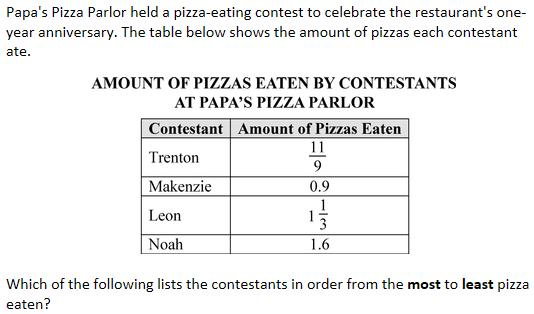 Papa's Pizza Parlor held a pizza-eating contest to celebrate the restaurant's one-
year anniversary. The table below shows the amount of pizzas each contestant
ate.
AMOUNT OF PIZZAS EATEN BY CONTESTANTS
AT PAPA'S PIZZA PARLOR
Contestant Amount of Pizzas Eaten
Trenton 11/9
Makenzie 0.9
Leon 1 1/3
Noah 1.6
Which of the following lists the contestants in order from the most to least pizza
eaten?